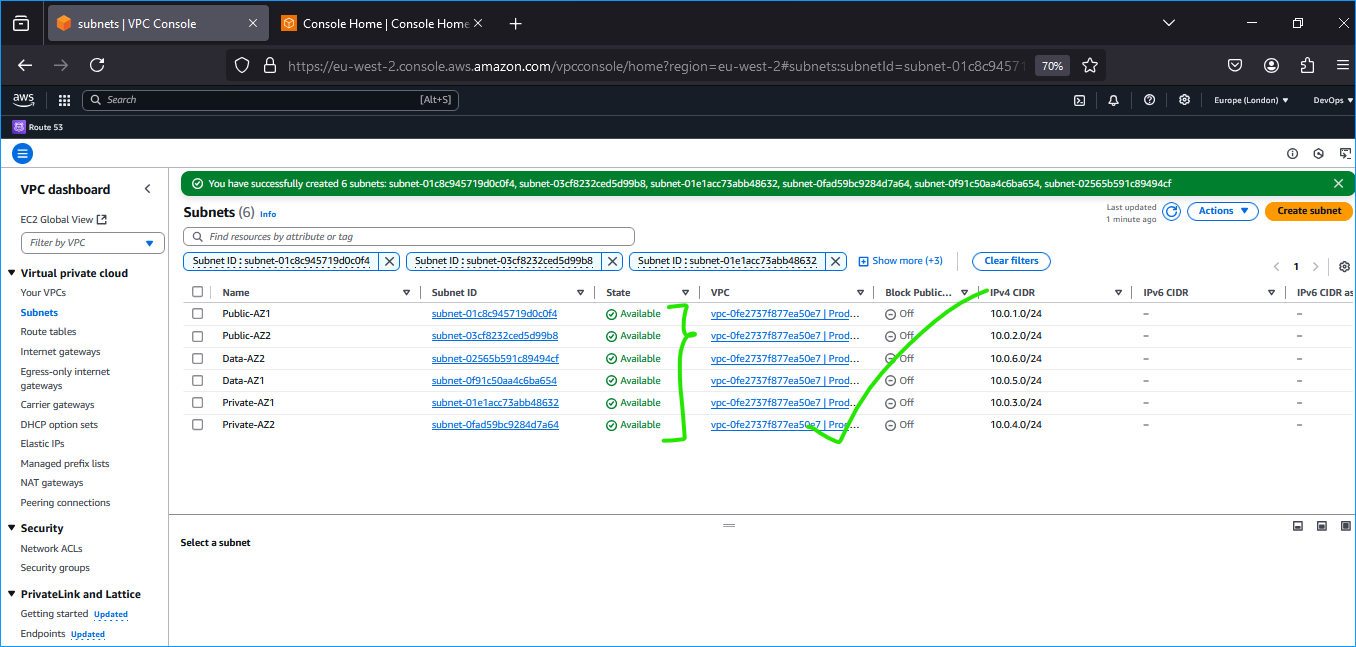 subnets | VPC Console
Console Home | Console Home
https://eu-west-2.console.aws.amazon.com/vpcconsole/home?region=eu-west-2#subnets:subnetId=subnet-01c8c94571
70%
aws
Search
[Alt+S]
Europe (London)
DevOps
Route 53
VPC dashboard
EC2 Global View
Filter by VPC
Virtual private cloud
Your VPCs
Subnets
Route tables
Internet gateways
Egress-only internet
gateways
Carrier gateways
DHCP option sets
Elastic IPs
Managed prefix lists
NAT gateways
Peering connections
Security
Network ACLs
Security groups
PrivateLink and Lattice
Getting started Updated
Endpoints Updated
You have successfully created 6 subnets: subnet-01c8c945719d0c0f4, subnet-03cf8232ced5d99b8, subnet-01e1acc73abb48632, subnet-0fad59bc9284d7a64, subnet-0f91c50aa4c6ba654, subnet-02565b591c89494cf
Subnets (6) Info
Last updated
1 minute ago
Actions
Create subnet
Find resources by attribute or tag
Subnet ID : subnet-01c8c945719d0c0f4
Subnet ID : subnet-03cf8232ced5d99b8
Subnet ID : subnet-01e1acc73abb48632
Show more (+3)
Clear filters
1
Name Subnet ID State VPC Block Public... IPv4 CIDR IPv6 CIDR IPv6 CIDR as
Public-AZ1 subnet-01c8c945719d0c0f4 Available vpc-0fe2737f877ea50e7 | Prod... Off 10.0.1.0/24 – –
Public-AZ2 subnet-03cf8232ced5d99b8 Available vpc-0fe2737f877ea50e7 | Prod... Off 10.0.2.0/24 – –
Data-AZ2 subnet-02565b591c89494cf Available vpc-0fe2737f877ea50e7 | Prod... Off 10.0.6.0/24 – –
Data-AZ1 subnet-0f91c50aa4c6ba654 Available vpc-0fe2737f877ea50e7 | Prod... Off 10.0.5.0/24 – –
Private-AZ1 subnet-01e1acc73abb48632 Available vpc-0fe2737f877ea50e7 | Prod... Off 10.0.3.0/24 – –
Private-AZ2 subnet-0fad59bc9284d7a64 Available vpc-0fe2737f877ea50e7 | Prod... Off 10.0.4.0/24 – –
Select a subnet